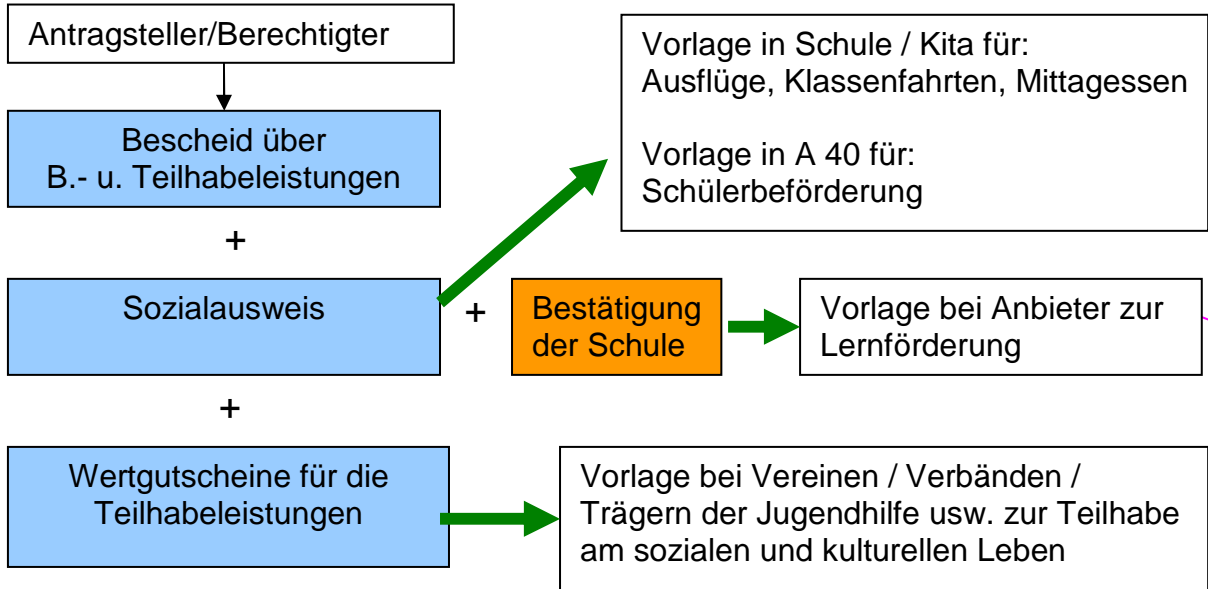 Antragsteller/Berechtigter
Bescheid über
B.- u. Teilhabeleistungen
+
Sozialausweis
+
Wertgutscheine für die
Teilhabeleistungen
Vorlage in Schule / Kita für:
Ausflüge, Klassenfahrten, Mittagessen
Vorlage in A 40 für:
Schülerbeförderung
+
Bestätigung
der Schule
Vorlage bei Anbieter zur
Lernförderung
Vorlage bei Vereinen / Verbänden /
Trägern der Jugendhilfe usw. zur Teilhabe
am sozialen und kulturellen Leben